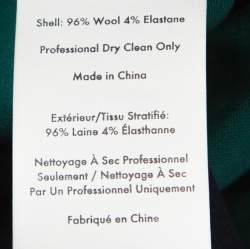 Shell: 96% Wool 4% Elastane
Professional Dry Clean Only
Made in China
Extérieur/Tissu Stratifié:
96% Laine 4% Élasthanne
Nettoyage À Sec Professionnel
Seulement / Nettoyage À Sec
Par Un Professionnel Uniquement
Fabriqué en Chine